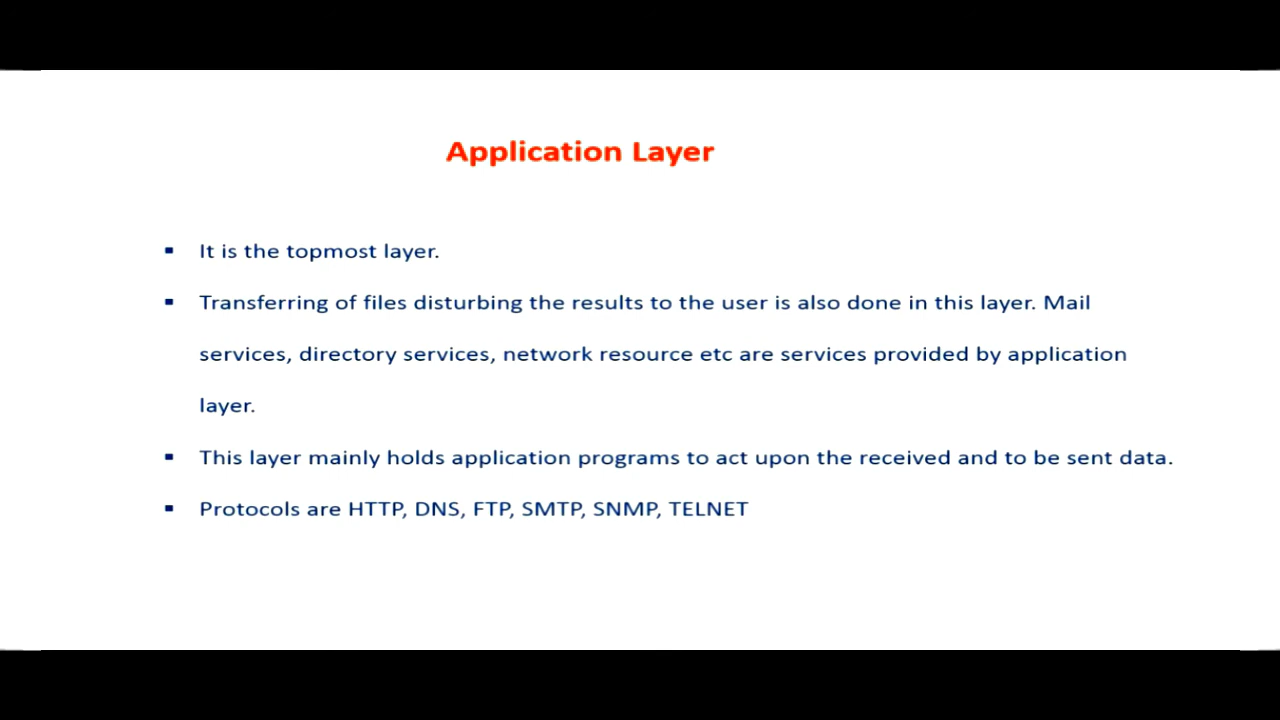 Application Layer
▪ It is the topmost layer.
▪ Transferring of files disturbing the results to the user is also done in this layer. Mail
services, directory services, network resource etc are services provided by application
layer.
▪ This layer mainly holds application programs to act upon the received and to be sent data.
▪ Protocols are HTTP, DNS, FTP, SMTP, SNMP, TELNET